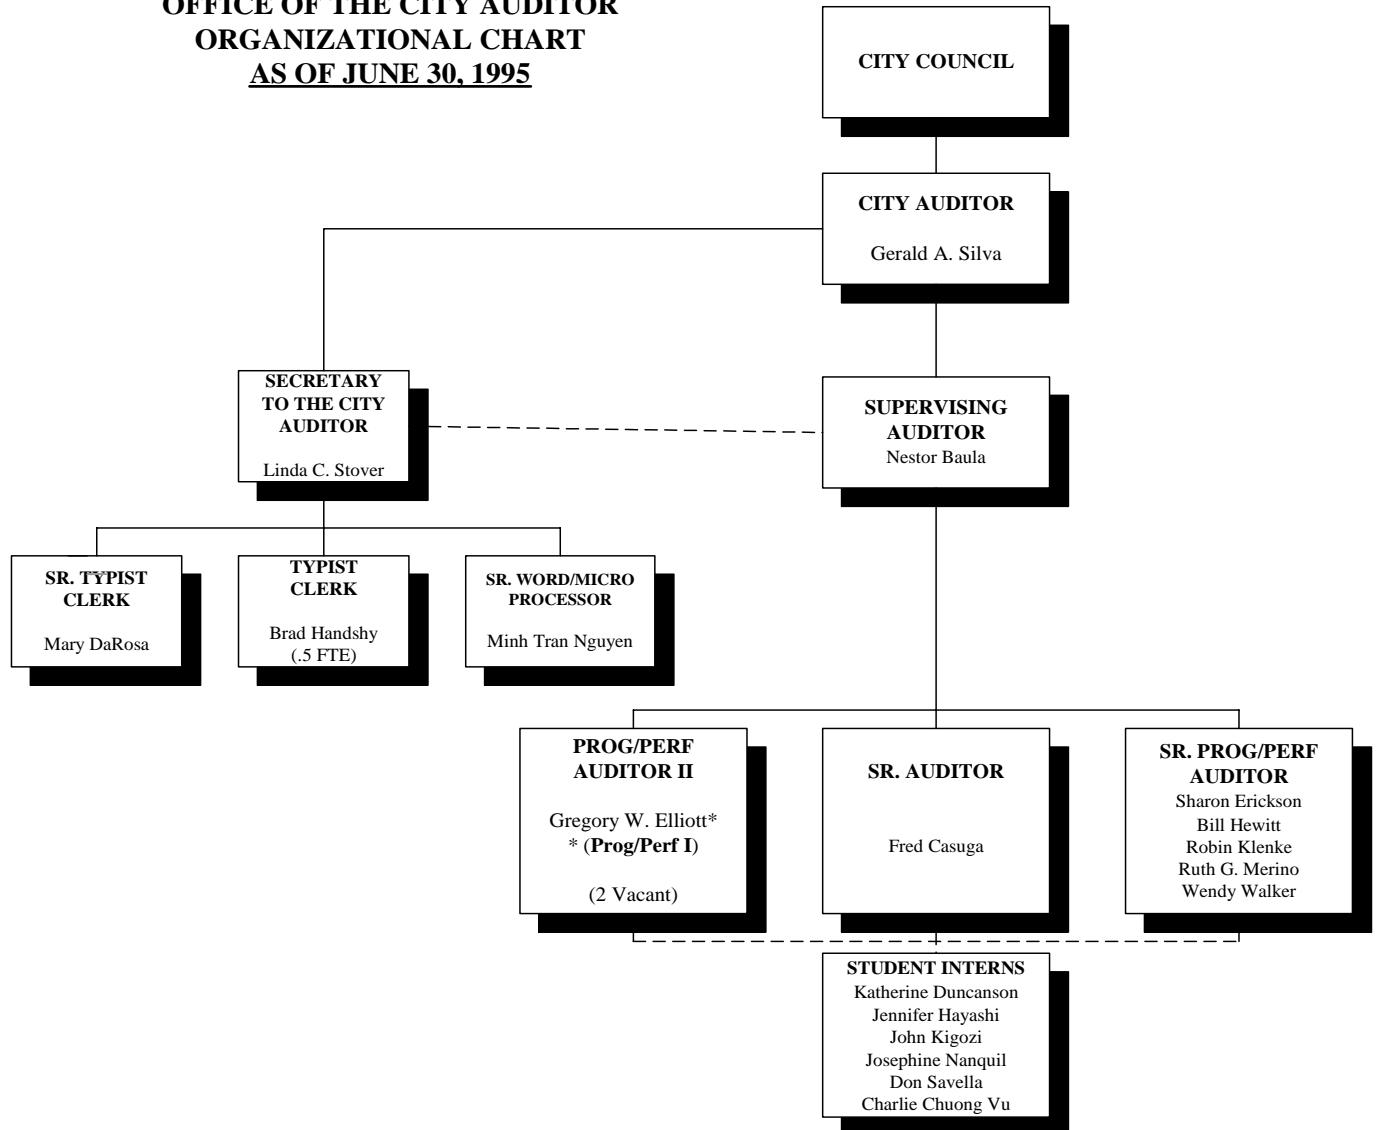 OFFICE OF THE CITY AUDITOR
ORGANIZATIONAL CHART
AS OF JUNE 30, 1995
CITY COUNCIL
CITY AUDITOR
Gerald A. Silva
SECRETARY
TO THE CITY
AUDITOR
Linda C. Stover
SUPERVISING
AUDITOR
Nestor Baula
SR. TYPIST
CLERK
Mary DaRosa
TYPIST
CLERK
Brad Handshy
(.5 FTE)
SR. WORD/MICRO
PROCESSOR
Minh Tran Nguyen
PROG/PERF
AUDITOR II
Gregory W. Elliott*
* (Prog/Perf I)
(2 Vacant)
SR. AUDITOR
Fred Casuga
SR. PROG/PERF
AUDITOR
Sharon Erickson
Bill Hewitt
Robin Klenke
Ruth G. Merino
Wendy Walker
STUDENT INTERNS
Katherine Duncanson
Jennifer Hayashi
John Kigozi
Josephine Nanquil
Don Savella
Charlie Chuong Vu